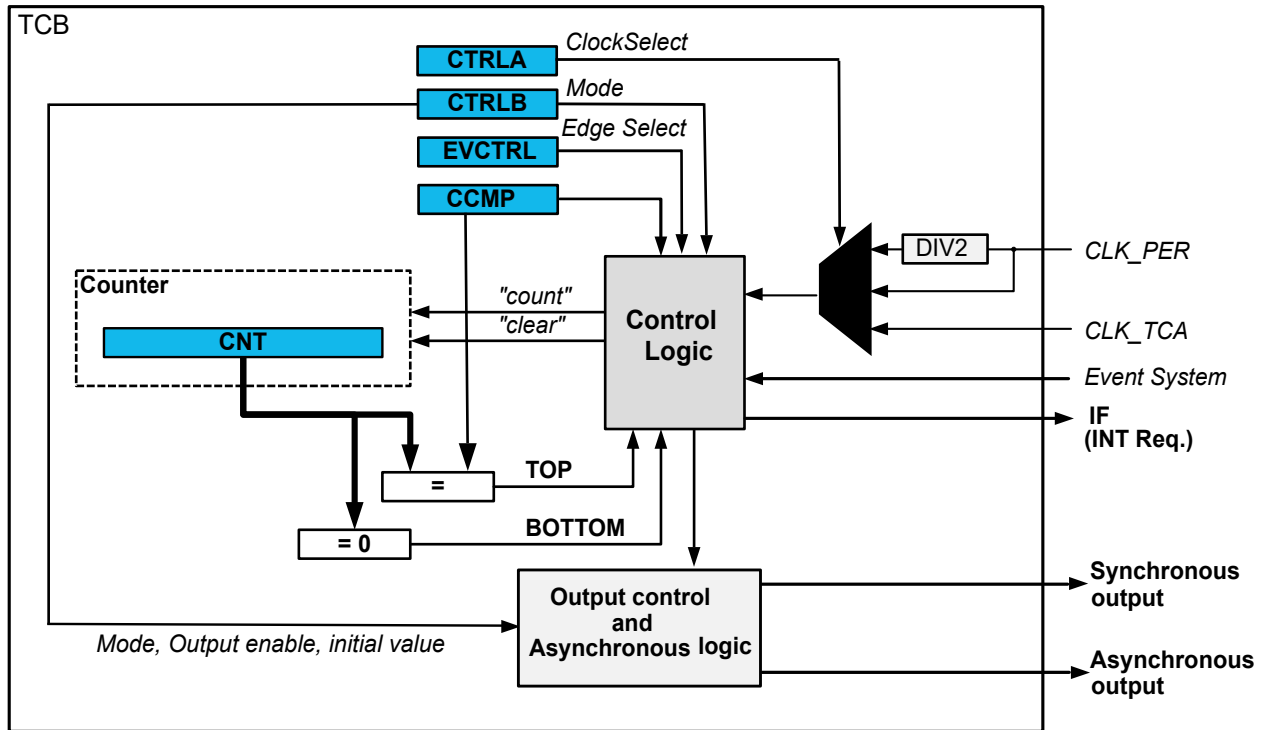 TCB
ClockSelect
CTRLA
Mode
CTRLB
Edge Select
EVCTRL
CCMP
DIV2
CLK_PER
Counter
"count"
CNT
"clear"
Control
Logic
CLK_TCA
Event System
IF
(INT Req.)
=
TOP
= 0
BOTTOM
Output control
and
Asynchronous logic
Synchronous
output
Mode, Output enable, initial value
Asynchronous
output